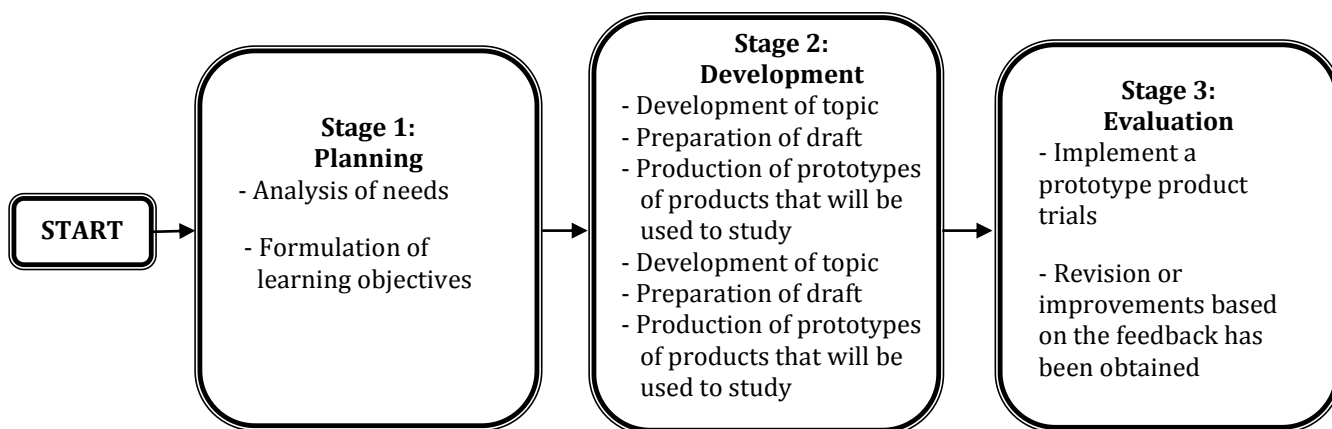 START
Stage 1:
Planning
- Analysis of needs
- Formulation of
learning objectives
Stage 2:
Development
- Development of topic
- Preparation of draft
- Production of prototypes
of products that will be
used to study
- Development of topic
- Preparation of draft
- Production of prototypes
of products that will be
used to study
Stage 3:
Evaluation
- Implement a
prototype product
trials
- Revision or
improvements based
on the feedback has
been obtained